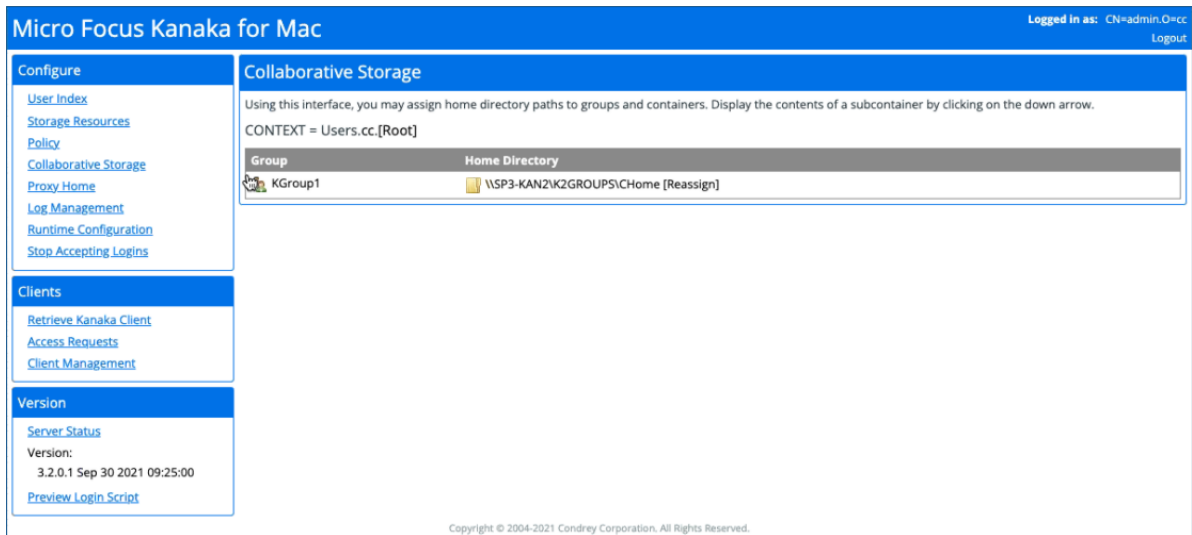 Micro Focus Kanaka for Mac
Logged in as: CN=admin.O=cc
Logout
Configure
User Index
Storage Resources
Policy
Collaborative Storage
Proxy Home
Log Management
Runtime Configuration
Stop Accepting Logins
Clients
Retrieve Kanaka Client
Access Requests
Client Management
Version
Server Status
Version:
3.2.0.1 Sep 30 2021 09:25:00
Preview Login Script
Collaborative Storage
Using this interface, you may assign home directory paths to groups and containers. Display the contents of a subcontainer by clicking on the down arrow.
CONTEXT = Users.cc.[Root]
Group Home Directory
KGroup1 \\SP3-KAN2\K2GROUPS\CHome [Reassign]
Copyright © 2004-2021 Condrey Corporation. All Rights Reserved.